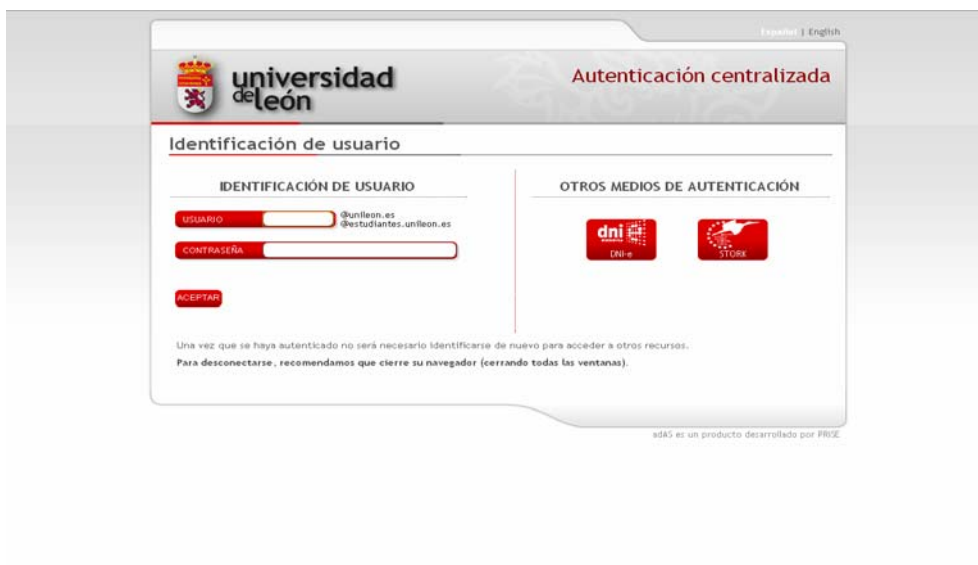 Español | English
universidad
de león
Autenticación centralizada
Identificación de usuario
IDENTIFICACIÓN DE USUARIO
USUARIO
@unileon.es
@estudiantes.unileon.es
CONTRASEÑA
ACEPTAR
OTROS MEDIOS DE AUTENTICACIÓN
dni
DNI-e
STORK
Una vez que se haya autenticado no será necesario identificarse de nuevo para acceder a otros recursos.
Para desconectarse, recomendamos que cierre su navegador (cerrando todas las ventanas).
adAS es un producto desarrollado por PRiSE